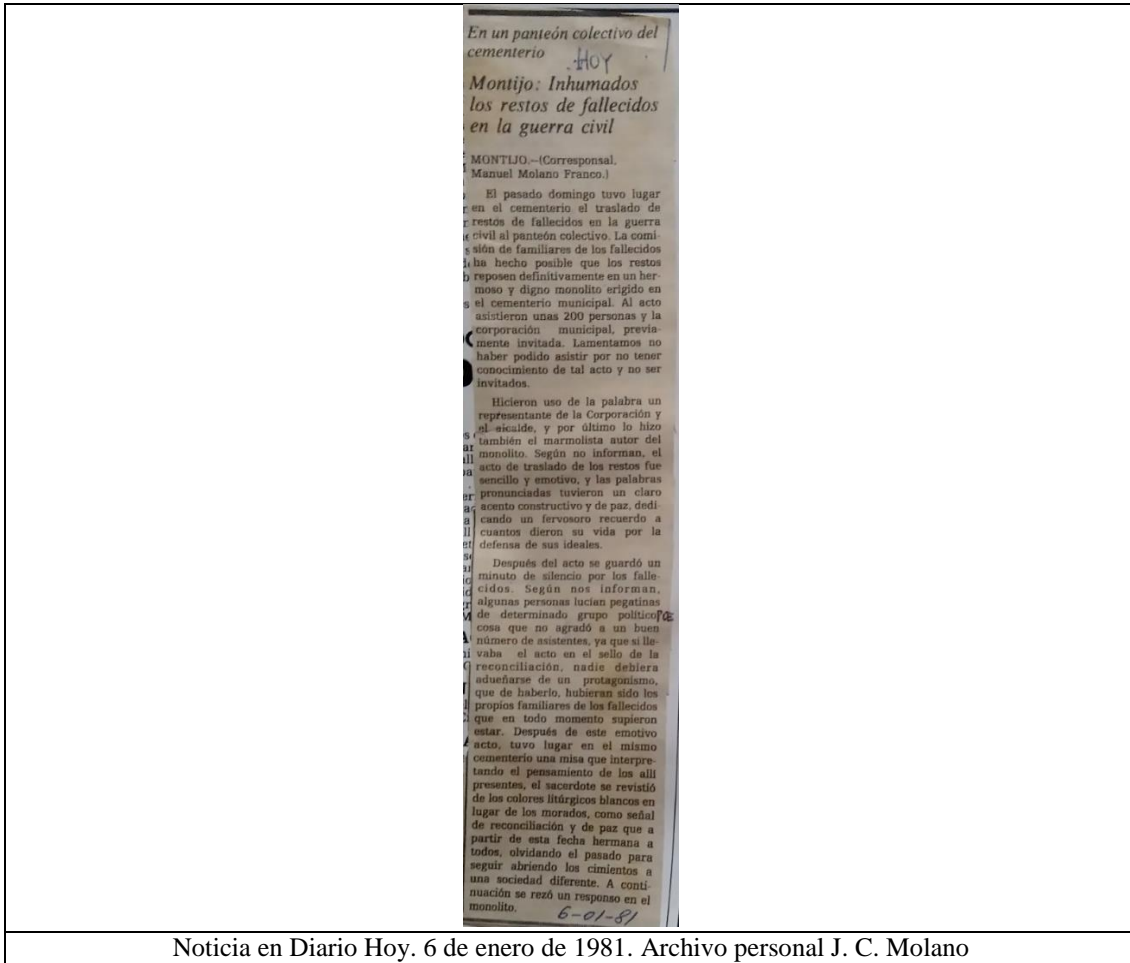 En un panteón colectivo del
cementerio
HOY
Montijo: Inhumados
los restos de fallecidos
en la guerra civil
MONTIJO.—(Corresponsal,
Manuel Molano Franco.)
El pasado domingo tuvo lugar
en el cementerio el traslado de
restos de fallecidos en la guerra
civil al panteón colectivo. La comi-
sión de familiares de los fallecidos
ha hecho posible que los restos
reposen definitivamente en un her-
moso y digno monolito erigido en
el cementerio municipal. Al acto
asistieron unas 200 personas y la
corporación municipal, previa-
mente invitada. Lamentamos no
haber podido asistir por no tener
conocimiento de tal acto y no ser
invitados.
Hicieron uso de la palabra un
representante de la Corporación y
el alcalde, y por último lo hizo
también el marmolista autor del
monolito. Según no informan, el
acto de traslado de los restos fue
sencillo y emotivo, y las palabras
pronunciadas tuvieron un claro
acento constructivo y de paz, dedi-
cando un fervosoro recuerdo a
cuantos dieron su vida por la
defensa de sus ideales.
Después del acto se guardó un
minuto de silencio por los falle-
cidos. Según nos informan,
algunas personas lucían pegatinas
de determinado grupo político PCE
cosa que no agradó a un buen
número de asistentes, ya que si lle-
vaba el acto en el sello de la
reconciliación, nadie debiera
adueñarse de un protagonismo,
que de haberlo, hubieran sido los
propios familiares de los fallecidos
que en todo momento supieron
estar. Después de este emotivo
acto, tuvo lugar en el mismo
cementerio una misa que interpre-
tando el pensamiento de los allí
presentes, el sacerdote se revistió
de los colores litúrgicos blancos en
lugar de los morados, como señal
de reconciliación y de paz que a
partir de esta fecha hermana a
todos, olvidando el pasado para
seguir abriendo los cimientos a
una sociedad diferente. A conti-
nuación se rezó un responso en el
monolito.
6-01-81
Noticia en Diario Hoy. 6 de enero de 1981. Archivo personal J. C. Molano